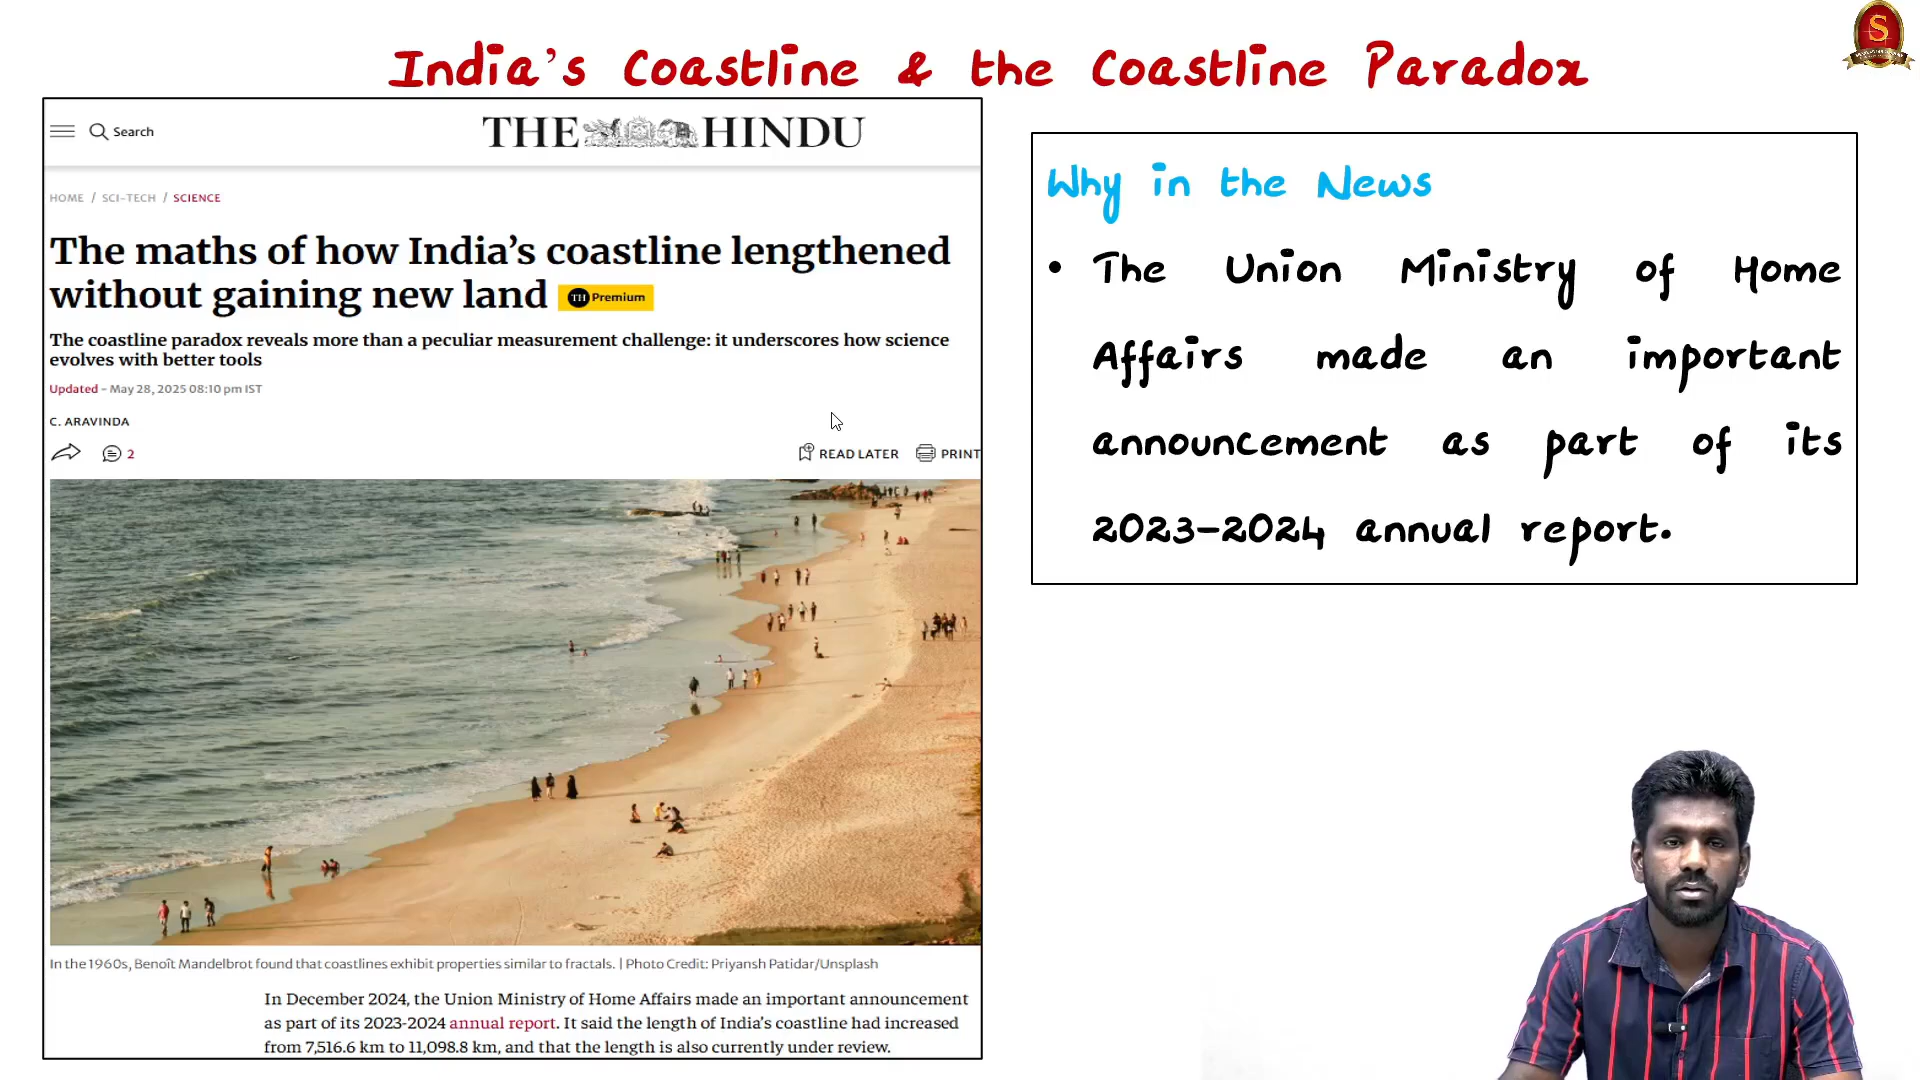 India's Coastline & the Coastline Paradox
Search
THE HINDU
HOME / SCI-TECH / SCIENCE
The maths of how India's coastline lengthened
without gaining new land TH Premium
The coastline paradox reveals more than a peculiar measurement challenge: it underscores how science
evolves with better tools
Updated - May 28, 2025 08:10 pm IST
C. ARAVINDA
2 READ LATER PRINT
In the 1960s, Benoît Mandelbrot found that coastlines exhibit properties similar to fractals. | Photo Credit: Priyansh Patidar/Unsplash
In December 2024, the Union Ministry of Home Affairs made an important announcement
as part of its 2023-2024 annual report. It said the length of India's coastline had increased
from 7,516.6 km to 11,098.8 km, and that the length is also currently under review.
Why in the News
• The Union Ministry of Home
Affairs made an important
announcement as part of its
2023-2024 annual report.
S